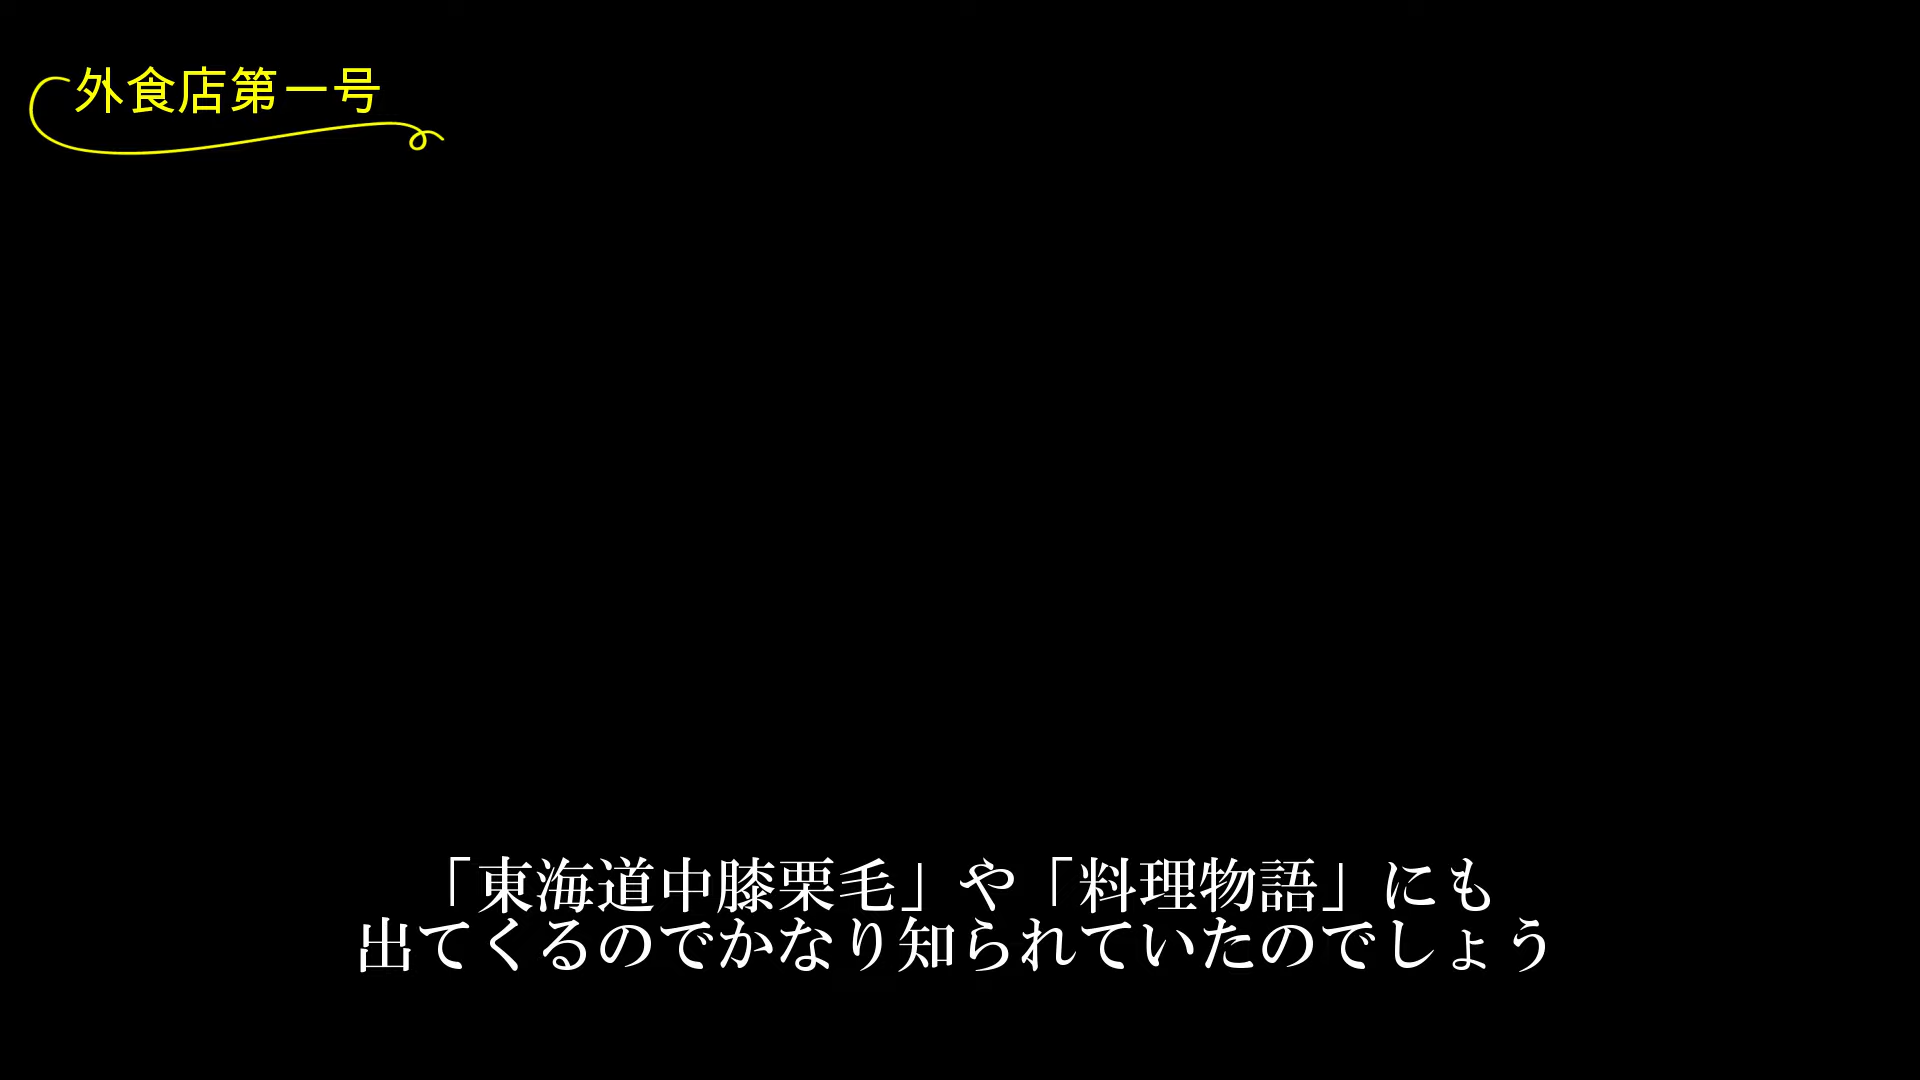 外食店第一号
「東海道中膝栗毛」や「料理物語」にも
出てくるのでかなり知られていたのでしょう